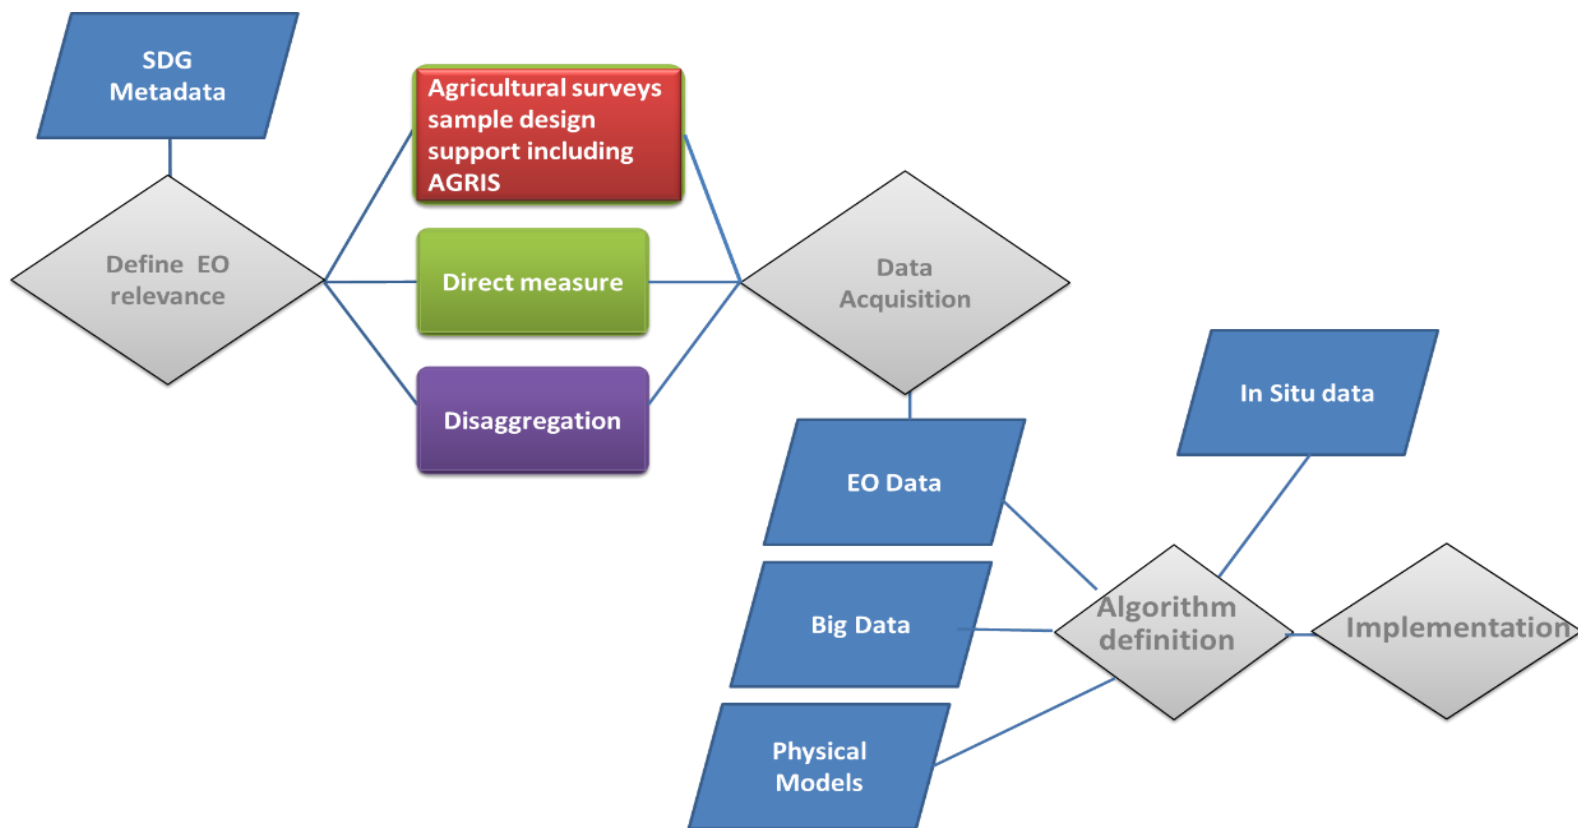 SDG
Metadata
Agricultural surveys
sample design
support including
AGRIS
Define EO
relevance
Direct measure
Data
Acquisition
Disaggregation
In Situ data
EO Data
Big Data
Algorithm
definition
Implementation
Physical
Models